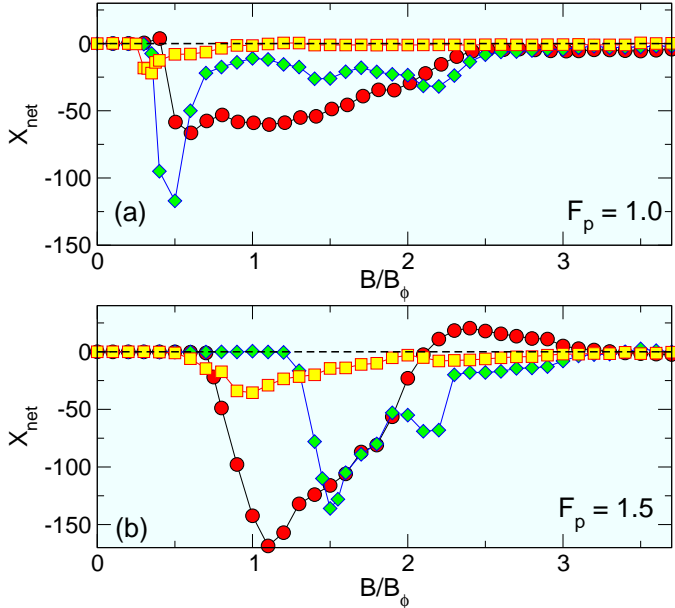 0
-50
-100
-150
X_net
(a)
F_p = 1.0
0 1 2 3
B/B_ϕ
0
-50
-100
-150
X_net
(b)
F_p = 1.5
0 1 2 3
B/B_ϕ